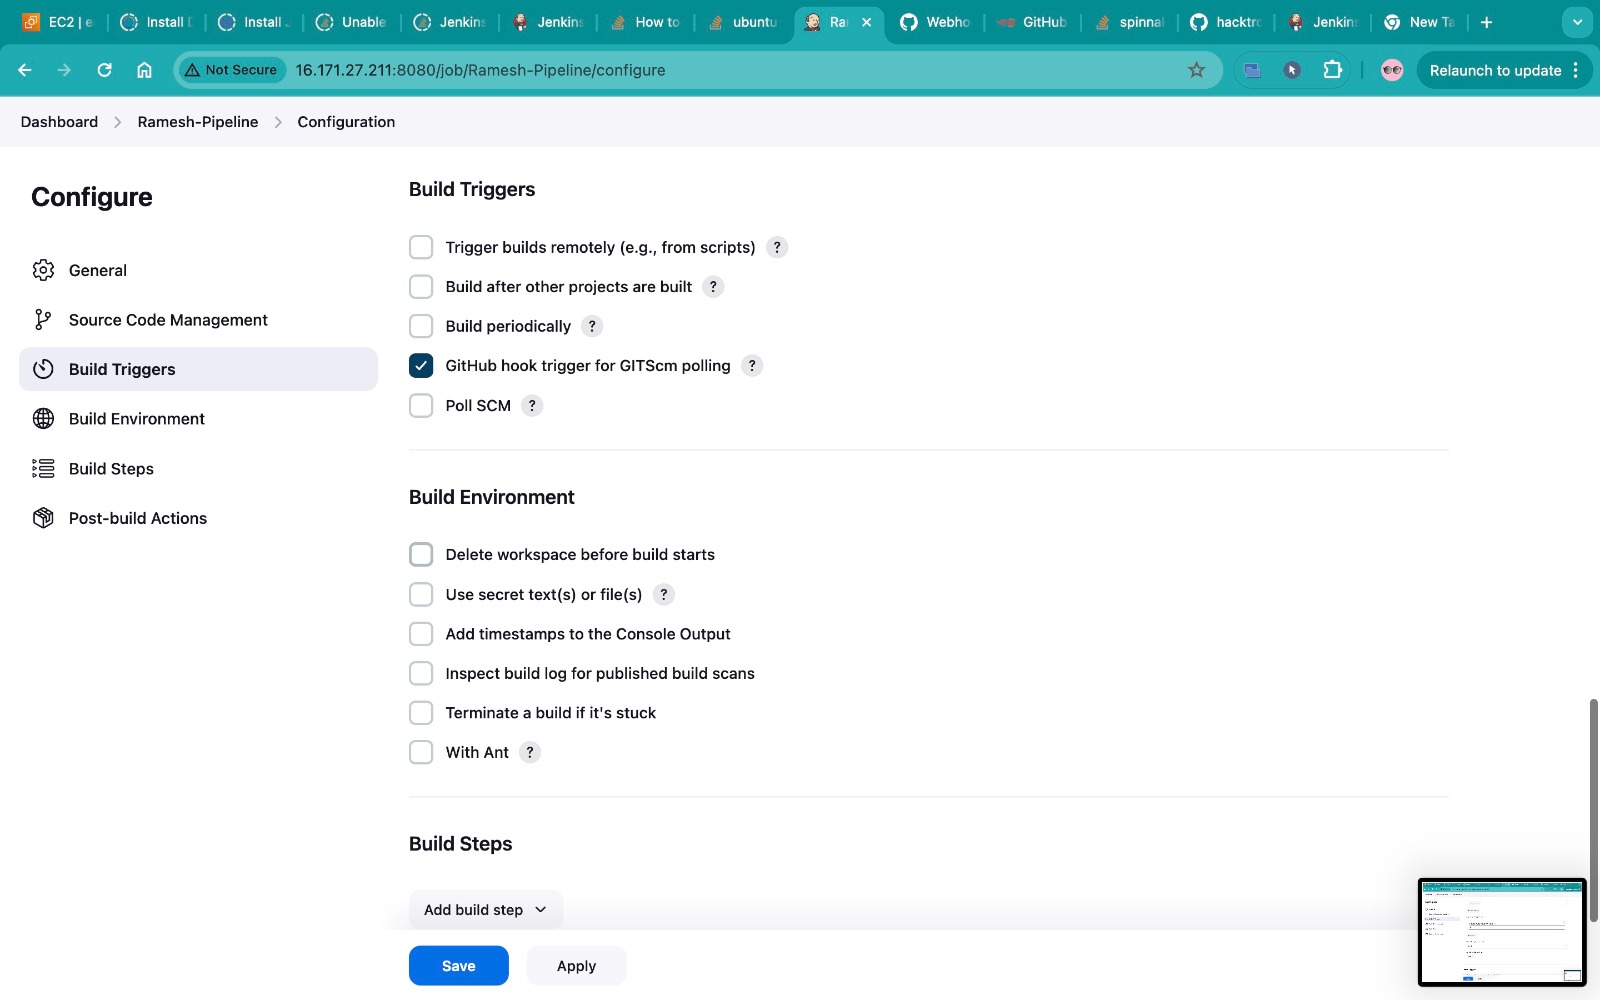 EC2 | e
Install D
Install J
Unable
Jenkins
Jenkins
How to
ubuntu
Ra
Webho
GitHub
spinnak
hacktro
Jenkins
New Ta
Not Secure
16.171.27.211:8080/job/Ramesh-Pipeline/configure
Relaunch to update
Dashboard > Ramesh-Pipeline > Configuration
Configure
General
Source Code Management
Build Triggers
Build Environment
Build Steps
Post-build Actions
Build Triggers
Trigger builds remotely (e.g., from scripts) ?
Build after other projects are built ?
Build periodically ?
GitHub hook trigger for GITScm polling ?
Poll SCM ?
Build Environment
Delete workspace before build starts
Use secret text(s) or file(s) ?
Add timestamps to the Console Output
Inspect build log for published build scans
Terminate a build if it's stuck
With Ant ?
Build Steps
Add build step
Save
Apply